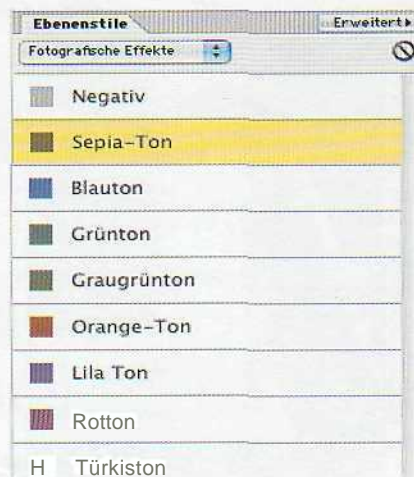 Ebenenstile Erweitert
Fotografische Effekte
Negativ
Sepia-Ton
Blauton
Grünton
Graugrünton
Orange-Ton
Lila Ton
Rotton
H Türkiston